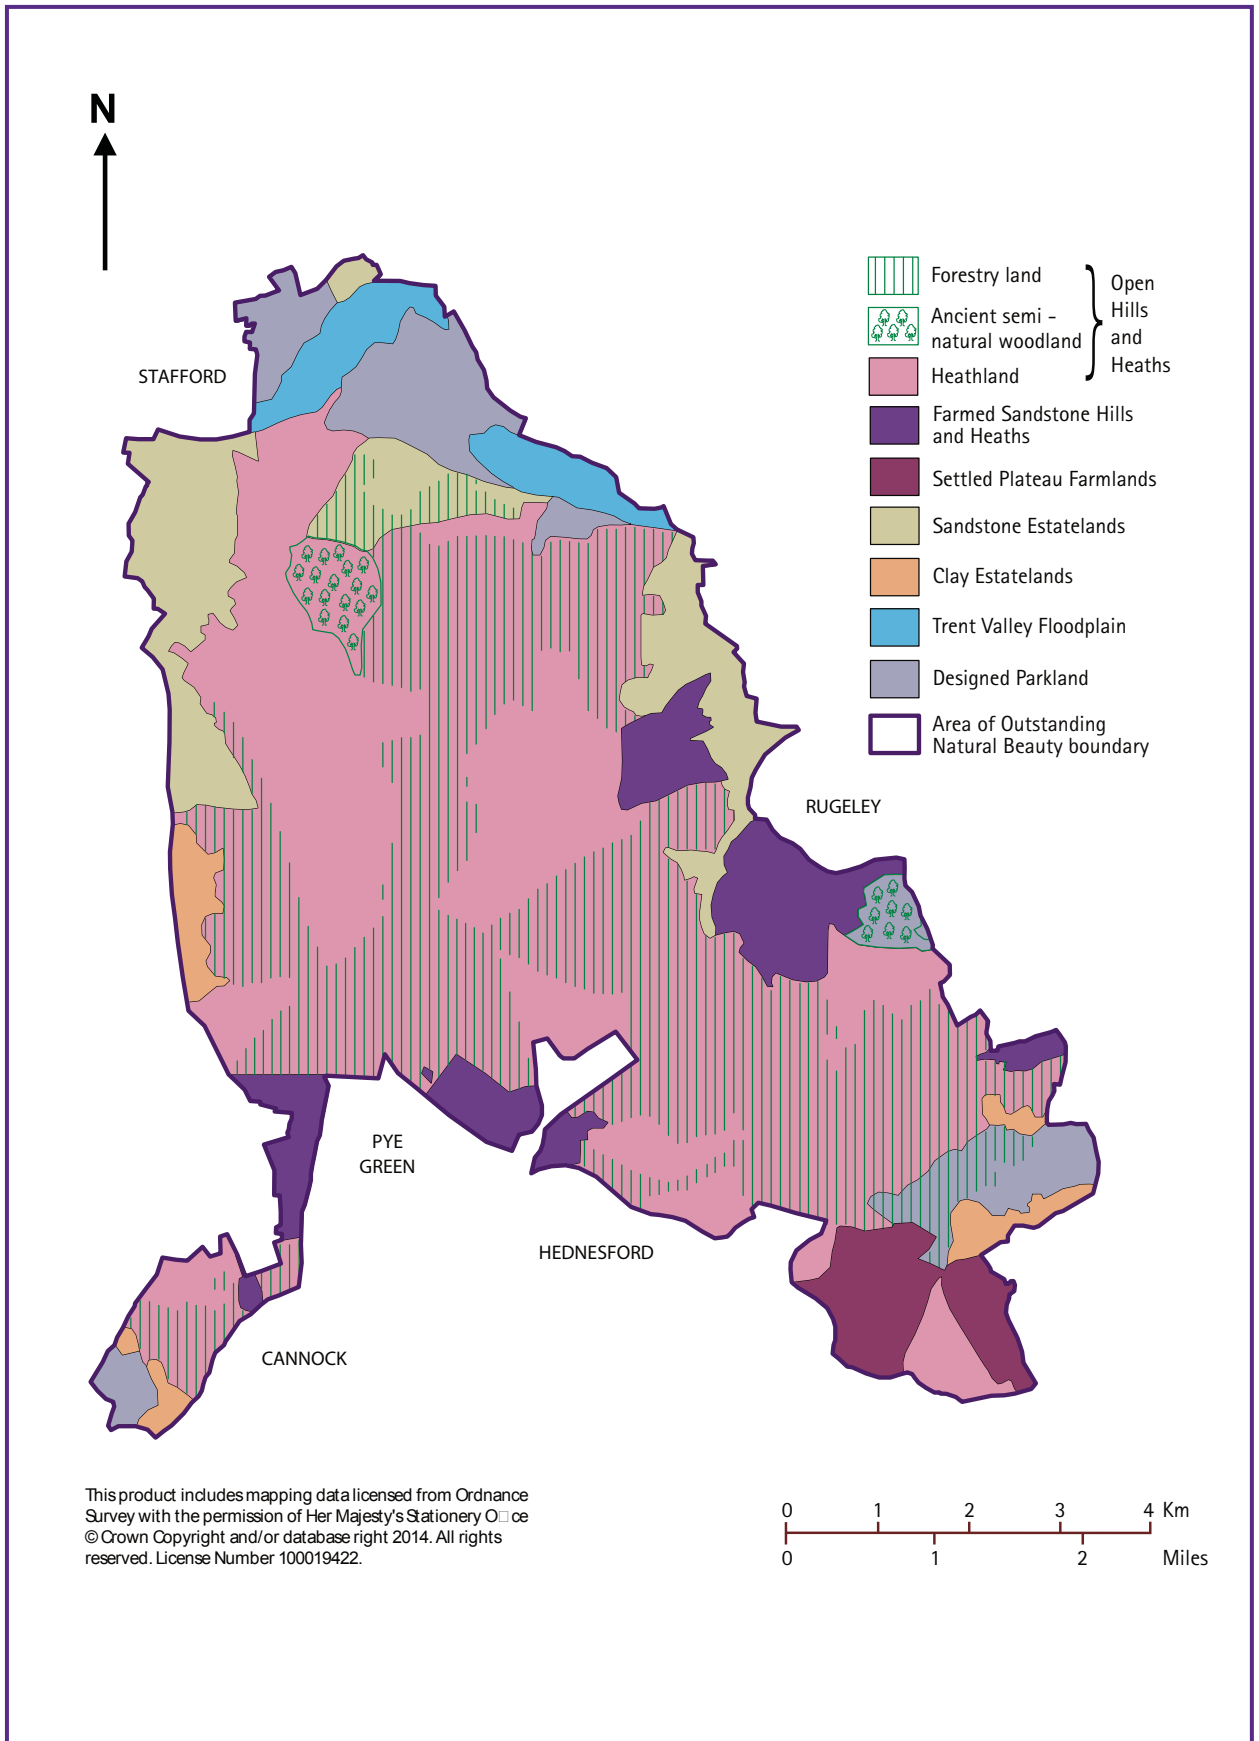 N
STAFFORD
Forestry land
Ancient semi -
natural woodland
Heathland
Open
Hills
and
Heaths
Farmed Sandstone Hills
and Heaths
Settled Plateau Farmlands
Sandstone Estatelands
Clay Estatelands
Trent Valley Floodplain
Designed Parkland
Area of Outstanding
Natural Beauty boundary
RUGELEY
PYE
GREEN
HEDNESFORD
CANNOCK
This product includes mapping data licensed from Ordnance
Survey with the permission of Her Majesty's Stationery O□ce
© Crown Copyright and/or database right 2014. All rights
reserved. License Number 100019422.
0 1 2 3 4 Km
0 1 2 Miles